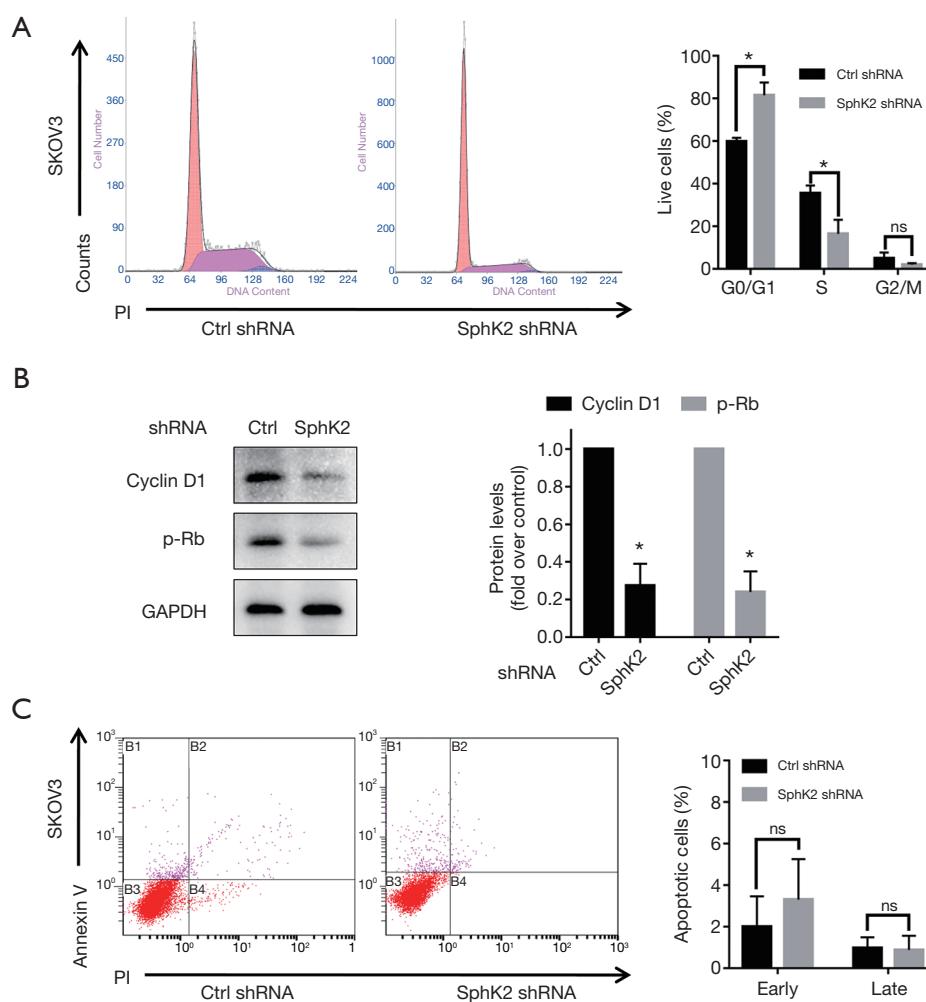 A
SKOV3
Counts
Cell Number
450
360
270
180
90
0
0 32 64 96 128 160 192 224
DNA Content
Cell Number
1000
800
600
400
200
0
0 32 64 96 128 160 192 224
DNA Content
PI
Ctrl shRNA
SphK2 shRNA
Live cells (%)
100
80
60
40
20
0
* * ns
Ctrl shRNA
SphK2 shRNA
G0/G1 S G2/M
B
shRNA Ctrl SphK2
Cyclin D1
p-Rb
GAPDH
Cyclin D1 p-Rb
Protein levels
(fold over control)
1.0
0.8
0.6
0.4
0.2
0.0
* *
shRNA Ctrl SphK2 Ctrl SphK2
C
SKOV3
Annexin V
10³
10²
10¹
10⁰
B1 B2
B3 B4
10⁰ 10¹ 10² 1
10³
10²
10¹
10⁰
B1 B2
B3 B4
10⁰ 10¹ 10² 10³
PI
Ctrl shRNA
SphK2 shRNA
Apoptotic cells (%)
10
8
6
4
2
0
Ctrl shRNA
SphK2 shRNA
ns ns
Early Late